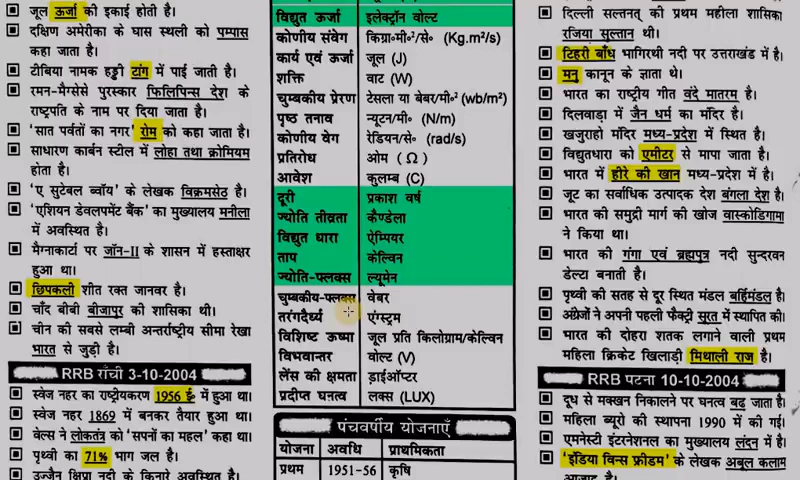 जूल ऊर्जा की इकाई होती है।
दक्षिण अमेरिका के घास स्थली को पम्पास
कहा जाता है।
टीबिया नामक हड्डी टांग में पाई जाती है।
रमन-मैग्सेसे पुरस्कार फिलिपिन्स देश के
राष्ट्रपति के नाम पर दिया जाता है।
'सात पर्वतों का नगर' रोम को कहा जाता है।
साधारण कार्बन स्टील में लोहा तथा क्रोमियम
होता है।
'ए सुटेबल ब्वॉय' के लेखक विक्रमसेठ है।
'एशियन डेवलपमेंट बैंक' का मुख्यालय मनीला
में अवस्थित है।
मैग्नाकार्टा पर जॉन-II के शासन में हस्ताक्षर
हुआ था।
छिपकली शीत रक्त जानवर है।
चाँद बीबी बीजापुर की शासिका थी।
चीन की सबसे लम्बी अन्तर्राष्ट्रीय सीमा रेखा
भारत से जुड़ी है।
RRB राँची 3-10-2004
स्वेज नहर का राष्ट्रीयकरण 1956 ई॰ में हुआ था।
स्वेज नहर 1869 में बनकर तैयार हुआ था।
वेल्स ने लोकतंत्र को 'सपनों का महल' कहा था।
पृथ्वी का 71% भाग जल है।
उज्जैन क्षिप्रा नदी के किनारे अवस्थित है।
विद्युत ऊर्जा इलेक्ट्रॉन वोल्ट
कोणीय संवेग किग्रा॰मी॰²/से॰ (Kg.m²/s)
कार्य एवं ऊर्जा जूल (J)
शक्ति वाट (W)
चुम्बकीय प्रेरण टेसला या बेबर/मी॰² (wb/m²)
पृष्ठ तनाव न्यूटन/मी॰ (N/m)
कोणीय वेग रेडियन/से॰ (rad/s)
प्रतिरोध ओम (Ω)
आवेश कुलम्ब (C)
दूरी प्रकाश वर्ष
ज्योति तीव्रता कैण्डेला
विद्युत धारा ऐम्पियर
ताप केल्विन
ज्योति-फ्लक्स ल्यूमेन
चुम्बकीय-फ्लक्स वेबर
तरंगदैर्ध्य एंग्स्ट्रम
विशिष्ट ऊष्मा जूल प्रति किलोग्राम/केल्विन
विभवान्तर वोल्ट (V)
लेंस की क्षमता ड्राईऑप्टर
प्रदीप्त घनत्व लक्स (LUX)
पंचवर्षीय योजनाएँ
योजना अवधि प्राथमिकता
प्रथम 1951-56 कृषि
दिल्ली सल्तनत् की प्रथम महीला शासिका
रजिया सुल्तान थी।
टिहरी बाँध भागिरथी नदी पर उत्तराखंड में है।
मनु कानून के ज्ञाता थे।
भारत का राष्ट्रीय गीत वंदे मातरम है।
दिलवाड़ा में जैन धर्म का मंदिर है।
खजुराहो मंदिर मध्य-प्रदेश में स्थित है।
विद्युतधारा को एमीटर से मापा जाता है।
भारत में हीरे की खान मध्य-प्रदेश में है।
जूट का सर्वाधिक उत्पादक देश बंगला देश है।
भारत की समुद्री मार्ग की खोज वास्कोडिगामा
ने किया था।
भारत की गंगा एवं ब्रह्मपुत्र नदी सुन्दरवन
डेल्टा बनाती है।
पृथ्वी की सतह से दूर स्थित मंडल बर्हिमंडल है।
अंग्रेजों ने अपनी पहली फैक्ट्री सूरत में स्थापित की।
भारत की दोहरा शतक लगाने वाली प्रथम
महिला क्रिकेट खिलाड़ी मिथाली राज है।
RRB पटना 10-10-2004
दूध से मक्खन निकालने पर घनत्व बढ़ जाता है।
महिला ब्यूरो की स्थापना 1990 में की गई।
एमनेस्टी इंटरनेशनल का मुख्यालय लंदन में है।
'इंडिया विन्स फ्रीडम' के लेखक अबूल कलाम
आजाद है।